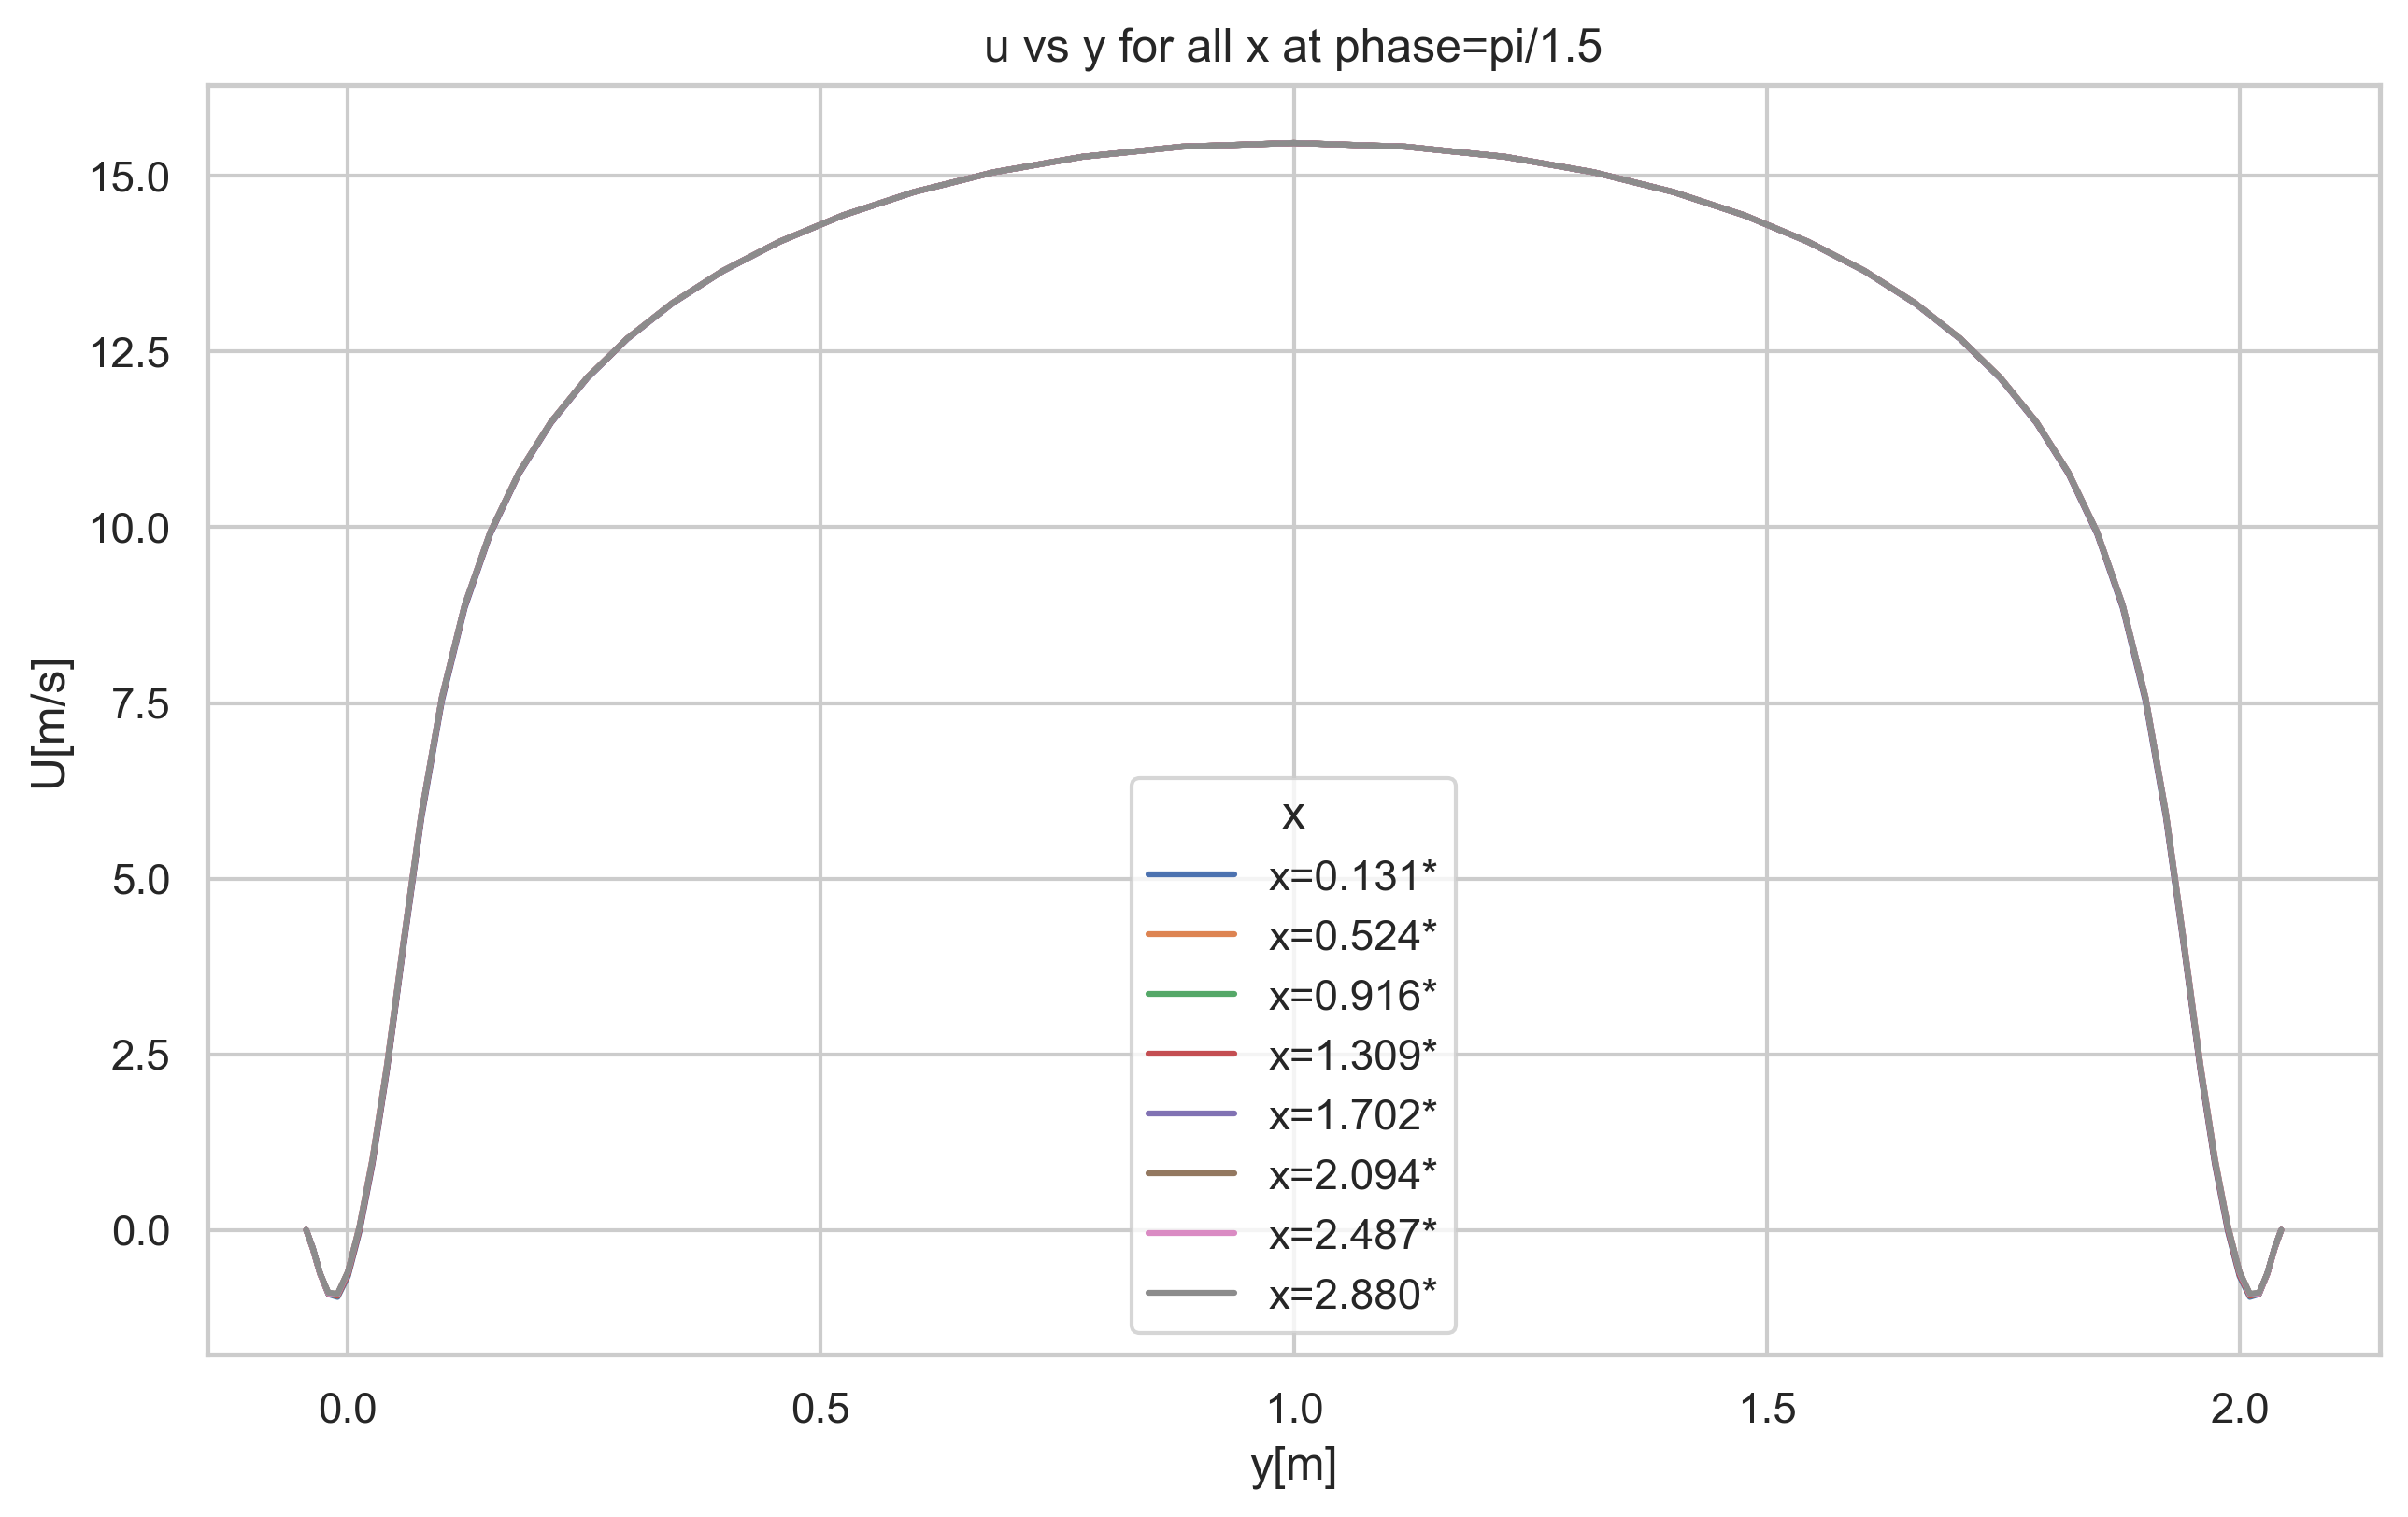 u vs y for all x at phase=pi/1.5
15.0
12.5
10.0
7.5
5.0
2.5
0.0
U[m/s]
x
x=0.131*
x=0.524*
x=0.916*
x=1.309*
x=1.702*
x=2.094*
x=2.487*
x=2.880*
0.0 0.5 1.0 1.5 2.0
y[m]